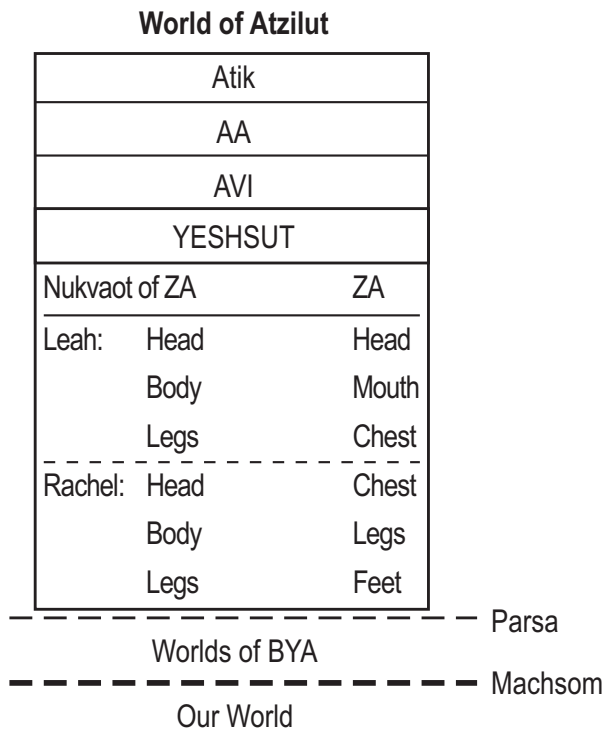 World of Atzilut
Atik
AA
AVI
YESHSUT
Nukvaot of ZA ZA
Leah: Head Head
Body Mouth
Legs Chest
Rachel: Head Chest
Body Legs
Legs Feet
Parsa
Worlds of BYA
Machsom
Our World